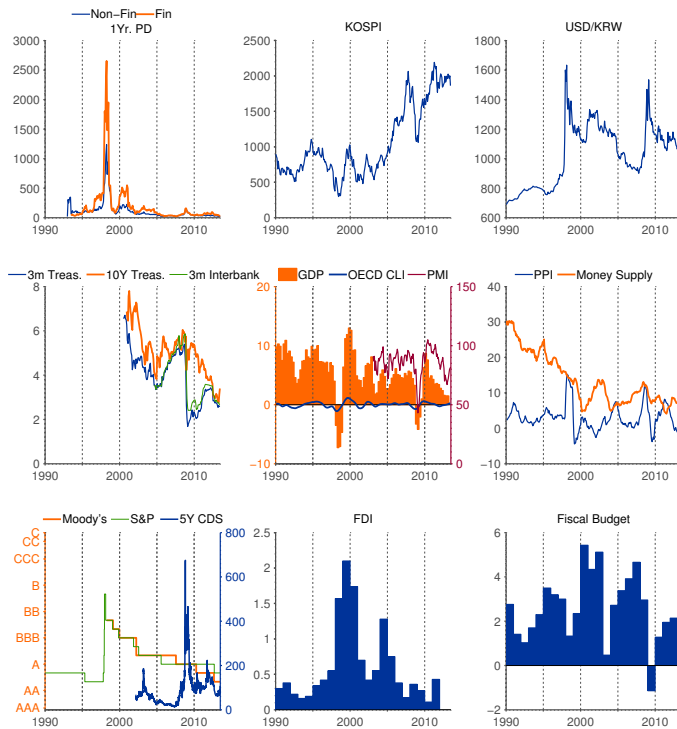 Non−Fin Fin
1Yr. PD
3000
2500
2000
1500
1000
500
0
1990 2000 2010
KOSPI
2500
2000
1500
1000
500
0
1990 2000 2010
USD/KRW
1800
1600
1400
1200
1000
800
600
1990 2000 2010
3m Treas. 10Y Treas. 3m Interbank
8
6
4
2
0
1990 2000 2010
GDP OECD CLI PMI
20 150
10 100
0 50
−10 0
1990 2000 2010
PPI Money Supply
40
30
20
10
0
−10
1990 2000 2010
Moody's S&P 5Y CDS
C 800
CC
CCC 600
B
BB 400
BBB
A 200
AA
AAA 0
1990 2000 2010
FDI
2.5
2
1.5
1
0.5
0
1990 2000 2010
Fiscal Budget
6
4
2
0
−2
1990 2000 2010